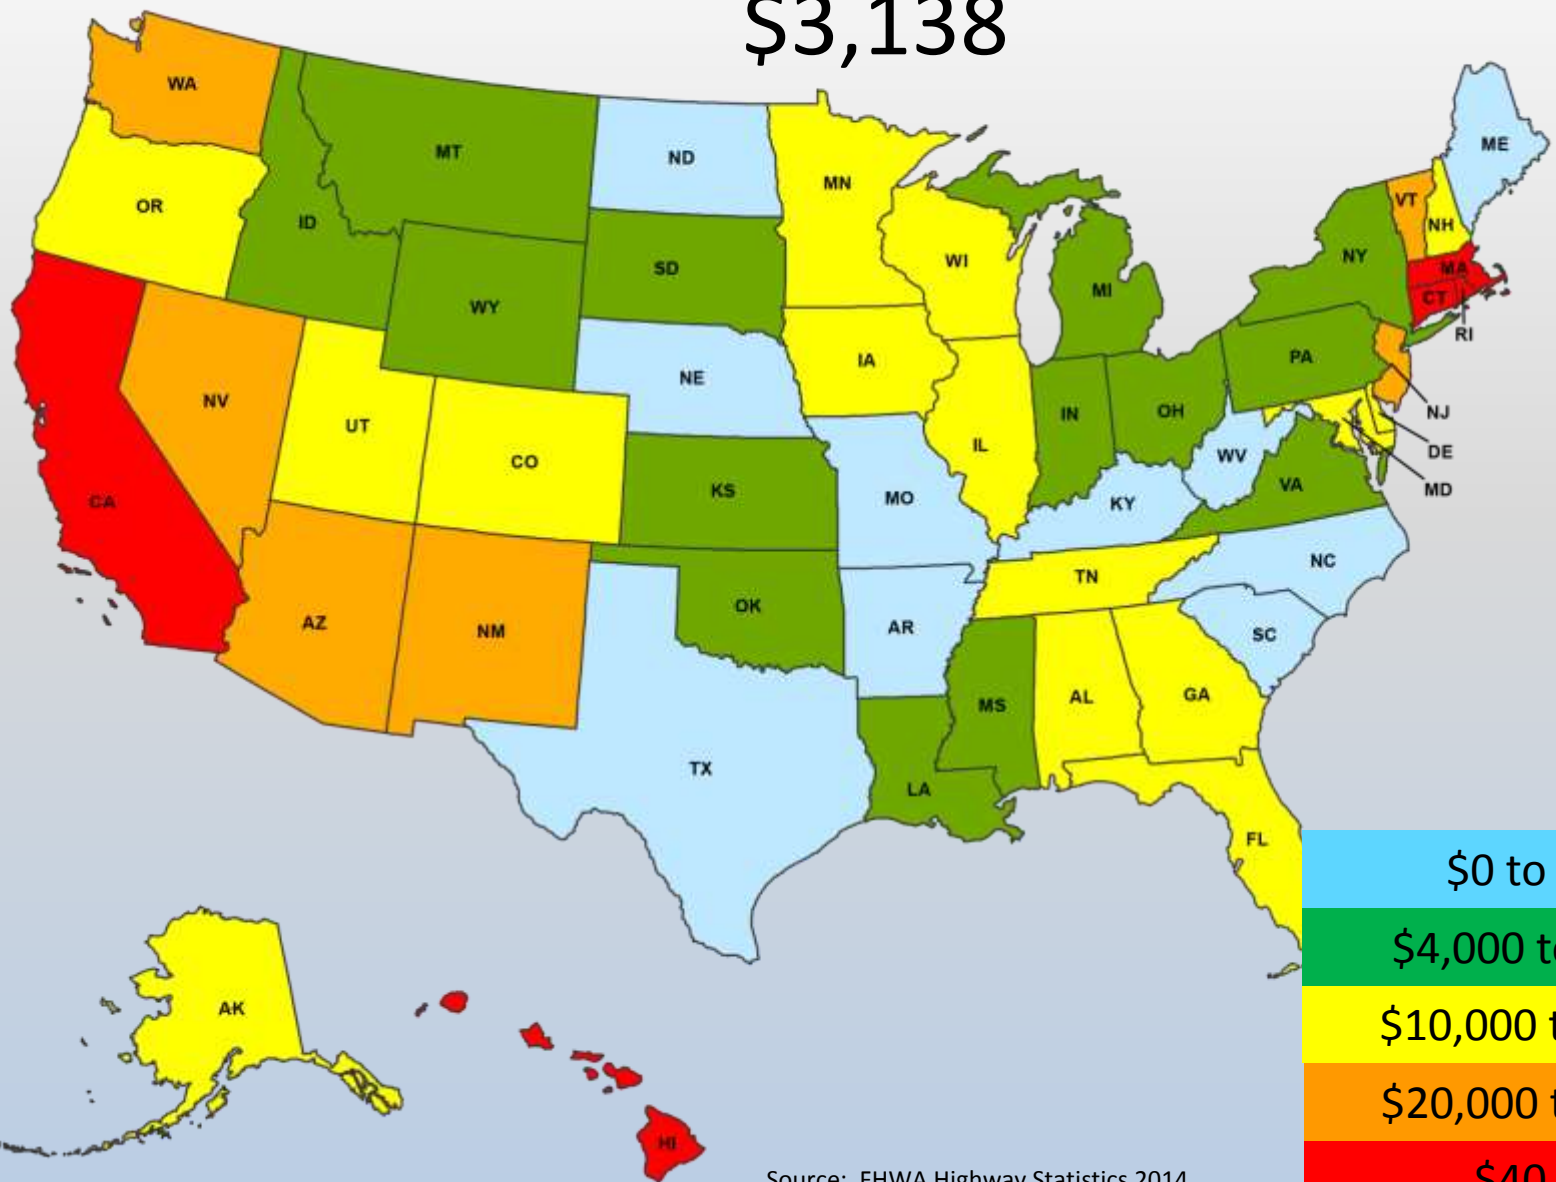 $3,138
WA
MT
ND
ME
OR
ID
MN
VT
NH
SD
WI
NY
MA
WY
MI
CT
RI
IA
PA
NE
NV
UT
IN
OH
NJ
CO
IL
DE
WV
KS
MO
VA
MD
CA
KY
NC
TN
AZ
NM
OK
AR
SC
MS
AL
GA
TX
LA
FL
$0 to
$4,000 to
AK
$10,000 t
$20,000 t
HI
$40
Source: FHWA Highway Statistics 2014